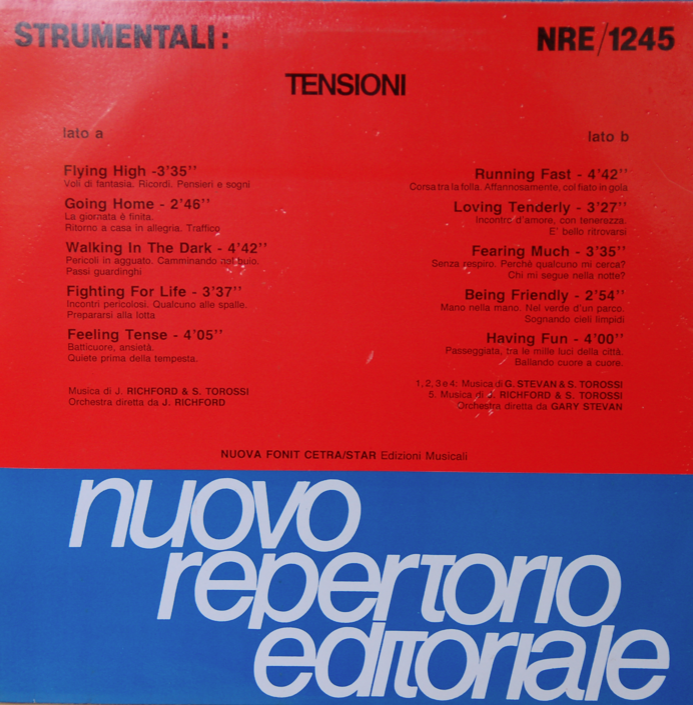 STRUMENTALI:
NRE/1245
TENSIONI
lato a
Flying High -3'35''
Voli di fantasia. Ricordi. Pensieri e sogni
Going Home - 2'46''
La giornata è finita.
Ritorno a casa in allegria. Traffico
Walking In The Dark - 4'42''
Pericoli in agguato. Camminando nel buio.
Passi guardinghi
Fighting For Life - 3'37''
Incontri pericolosi. Qualcuno alle spalle.
Prepararsi alla lotta
Feeling Tense - 4'05''
Batticuore, ansietà.
Quiete prima della tempesta.
Musica di J. RICHFORD & S. TOROSSI
Orchestra diretta da J. RICHFORD
lato b
Running Fast - 4'42''
Corsa tra la folla. Affannosamente, col fiato in gola
Loving Tenderly - 3'27''
Incontro d'amore, con tenerezza.
E' bello ritrovarsi
Fearing Much - 3'35''
Senza respiro. Perchè qualcuno mi cerca?
Chi mi segue nella notte?
Being Friendly - 2'54''
Mano nella mano. Nel verde d'un parco.
Sognando cieli limpidi
Having Fun - 4'00''
Passeggiata, tra le mille luci della città.
Ballando cuore a cuore.
1, 2, 3 e 4: Musica di G. STEVAN & S. TOROSSI
5. Musica di J. RICHFORD & S. TOROSSI
Orchestra diretta da GARY STEVAN
NUOVA FONIT CETRA/STAR Edizioni Musicali
nuovo
repertorio
editoriale